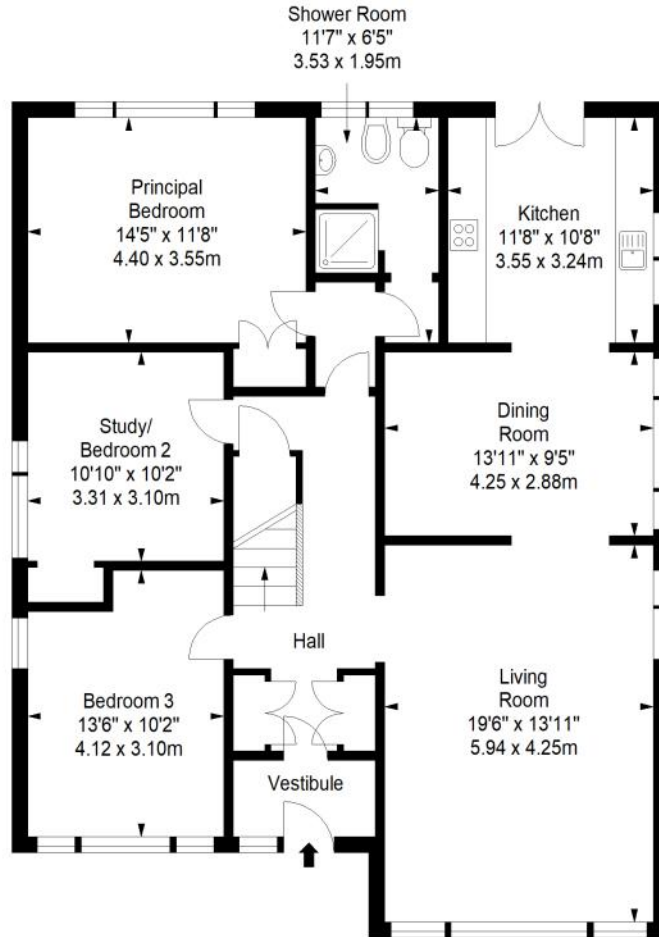 Shower Room
11'7" x 6'5"
3.53 x 1.95m
Principal
Bedroom
14'5" x 11'8"
4.40 x 3.55m
Kitchen
11'8" x 10'8"
3.55 x 3.24m
Study/
Bedroom 2
10'10" x 10'2"
3.31 x 3.10m
Dining
Room
13'11" x 9'5"
4.25 x 2.88m
Hall
Bedroom 3
13'6" x 10'2"
4.12 x 3.10m
Living
Room
19'6" x 13'11"
5.94 x 4.25m
Vestibule